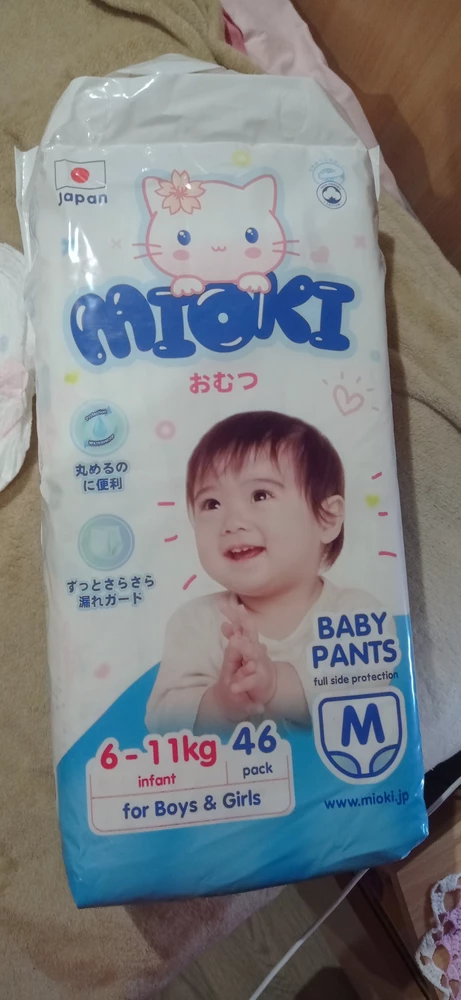 Japan
MIOKI
おむつ
丸めるの
に便利
ずっとさらさら
漏れガード
BABY
PANTS
full side protection
M
6-11kg
infant
46
pack
for Boys & Girls
www.mioki.jp